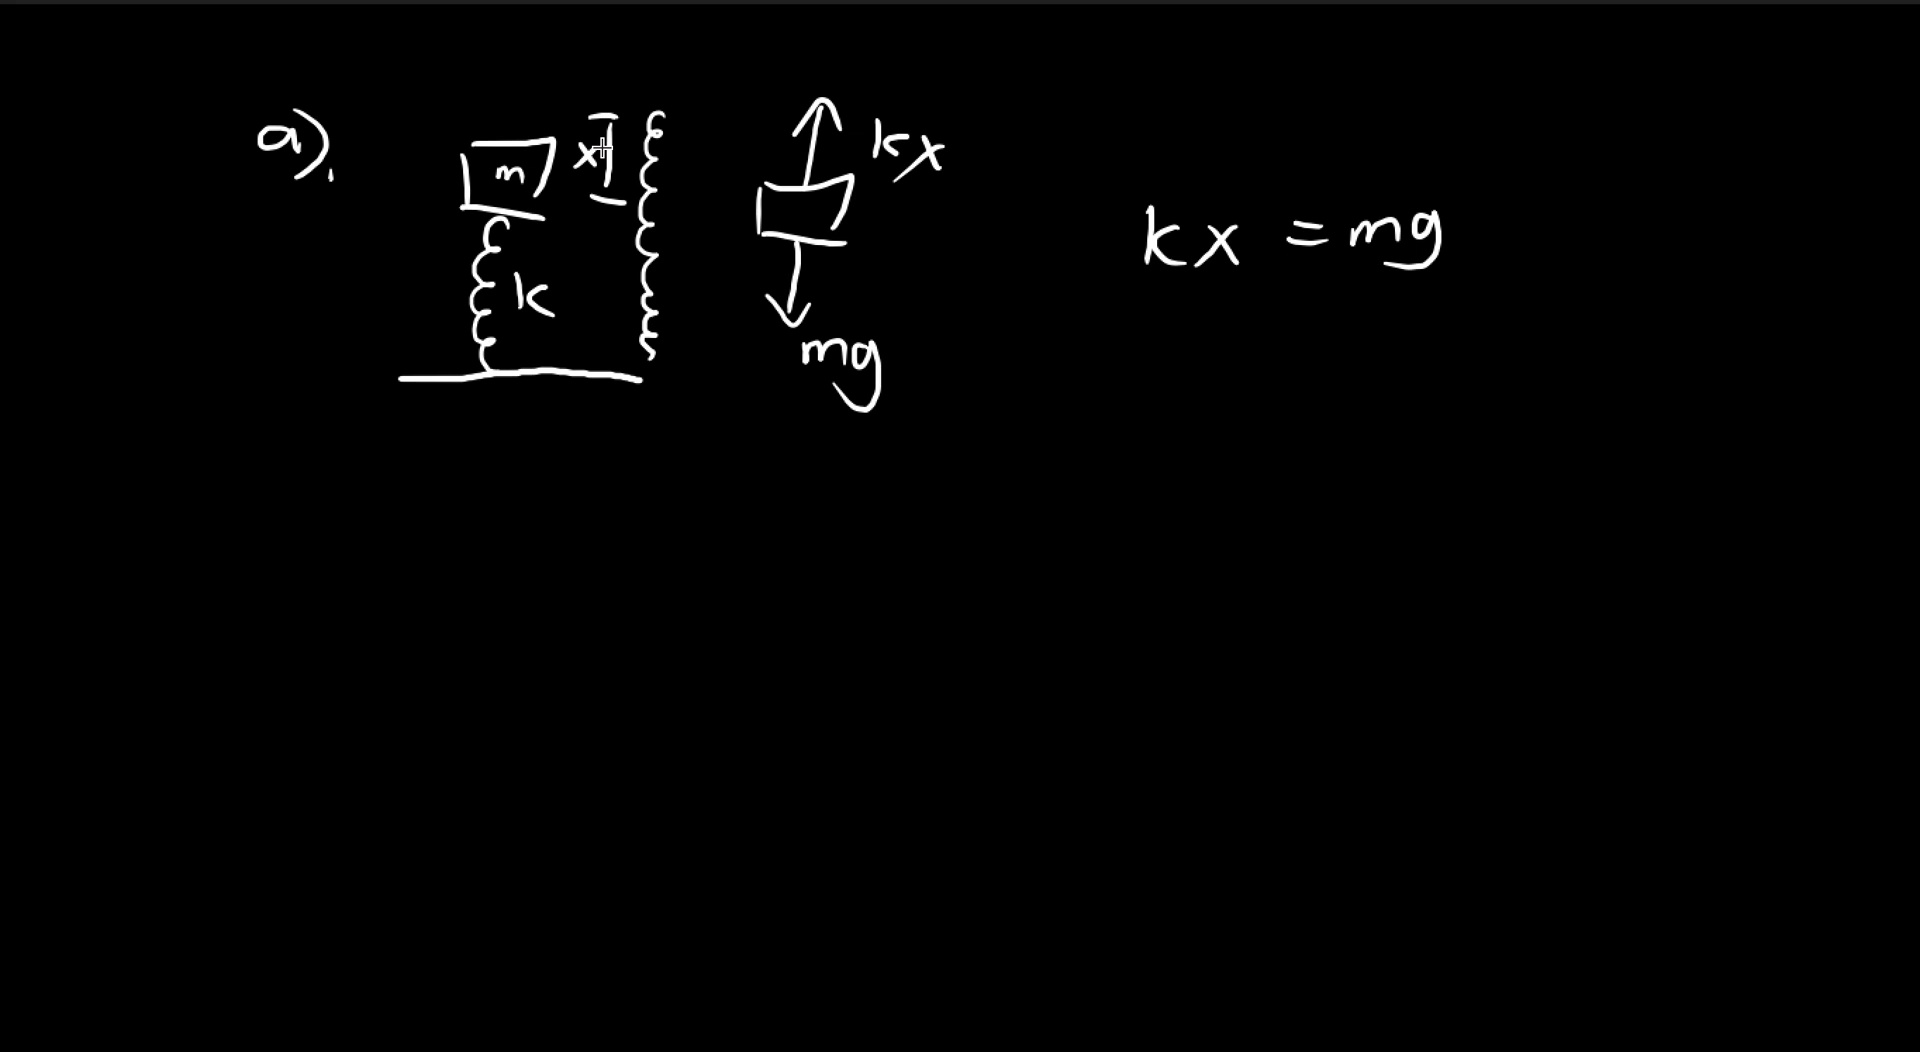 a).
m
x
k
kx
mg
kx = mg